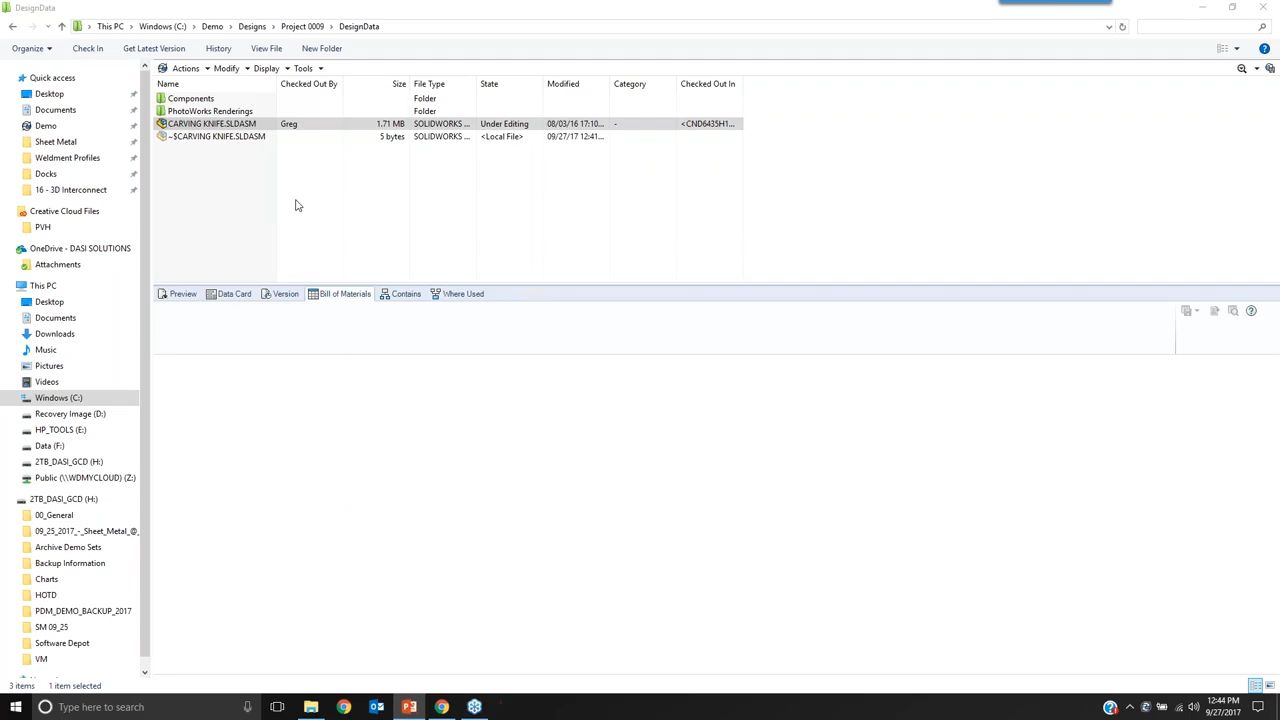 DesignData
This PC › Windows (C:) › Demo › Designs › Project 0009 › DesignData
Organize Check In Get Latest Version History View File New Folder
Actions Modify Display Tools
Name Checked Out By Size File Type State Modified Category Checked Out In
Components Folder
PhotoWorks Renderings Folder
CARVING KNIFE.SLDASM Greg 1.71 MB SOLIDWORKS ... Under Editing 08/03/16 17:10... - <CND6435H1...
~$CARVING KNIFE.SLDASM 5 bytes SOLIDWORKS ... <Local File> 09/27/17 12:41...
Quick access
Desktop
Documents
Demo
Sheet Metal
Weldment Profiles
Docks
16 - 3D Interconnect
Creative Cloud Files
PVH
OneDrive - DASI SOLUTIONS
Attachments
This PC
Desktop
Documents
Downloads
Music
Pictures
Videos
Windows (C:)
Recovery Image (D:)
HP_TOOLS (E:)
Data (F:)
2TB_DASI_GCD (H:)
Public (\\WDMYCLOUD) (Z:)
2TB_DASI_GCD (H:)
00_General
09_25_2017_-_Sheet_Metal_@_
Archive Demo Sets
Backup Information
Charts
HOTD
PDM_DEMO_BACKUP_2017
SM 09_25
Software Depot
VM
Preview Data Card Version Bill of Materials Contains Where Used
3 items 1 item selected
Type here to search
12:44 PM
9/27/2017